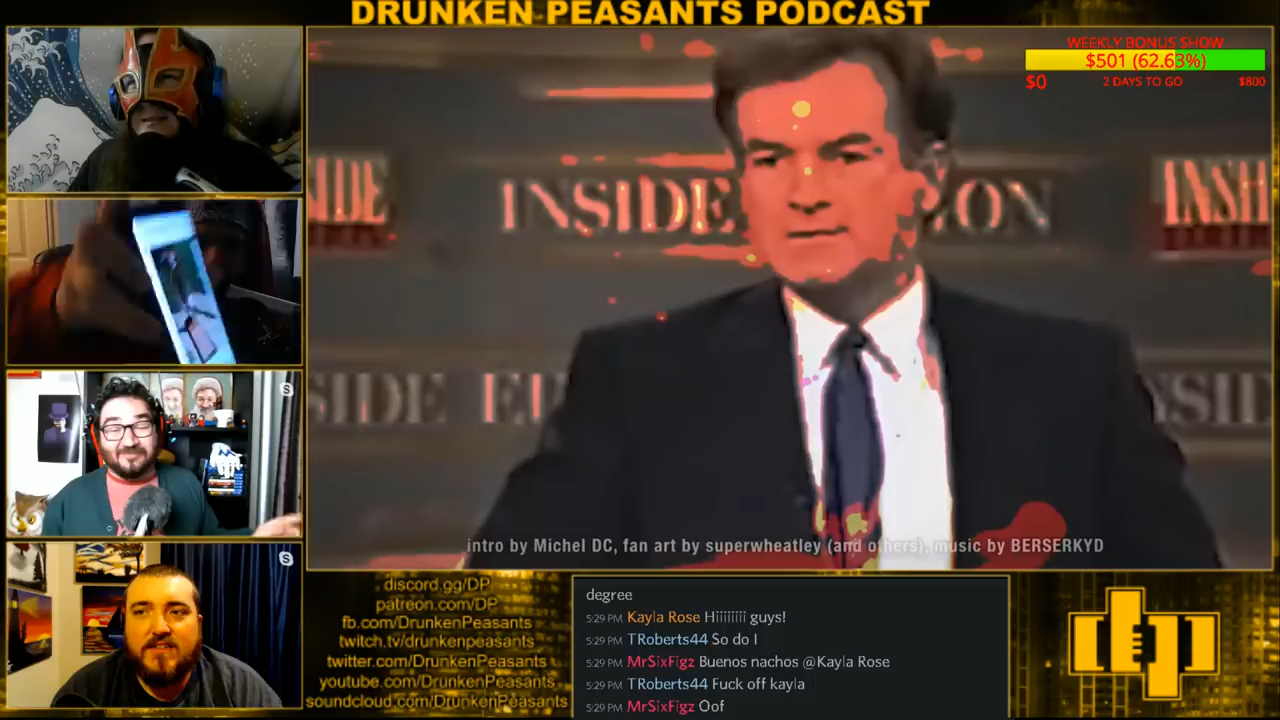 DRUNKEN PEASANTS PODCAST
WEEKLY BONUS SHOW
$501 (62.63%)
$0
2 DAYS TO GO
$800
INSIDE
INSIDE
intro by Michel DC, fan art by superwheatley (and others), music by BERSERKYD
discord.gg/DP
patreon.com/DP
fb.com/DrunkenPeasants
twitch.tv/drunkenpeasants
twitter.com/DrunkenPeasants
youtube.com/DrunkenPeasants
soundcloud.com/DrunkenPeasants
degree
5:29 PM Kayla Rose Hiiiiiiii guys!
5:29 PM TRoberts44 So do I
5:29 PM MrSixFigz Buenos nachos @Kayla Rose
5:29 PM TRoberts44 Fuck off kayla
5:29 PM MrSixFigz Oof